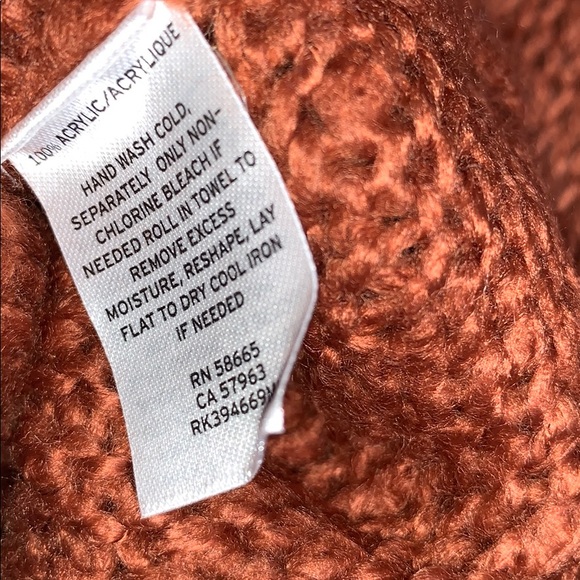 100% ACRYLIC/ACRYLIQUE
HAND WASH COLD,
SEPARATELY ONLY NON-
CHLORINE BLEACH IF
NEEDED ROLL IN TOWEL TO
REMOVE EXCESS
MOISTURE, RESHAPE, LAY
FLAT TO DRY COOL IRON
IF NEEDED
RN 58665
CA 57963
RK394669M